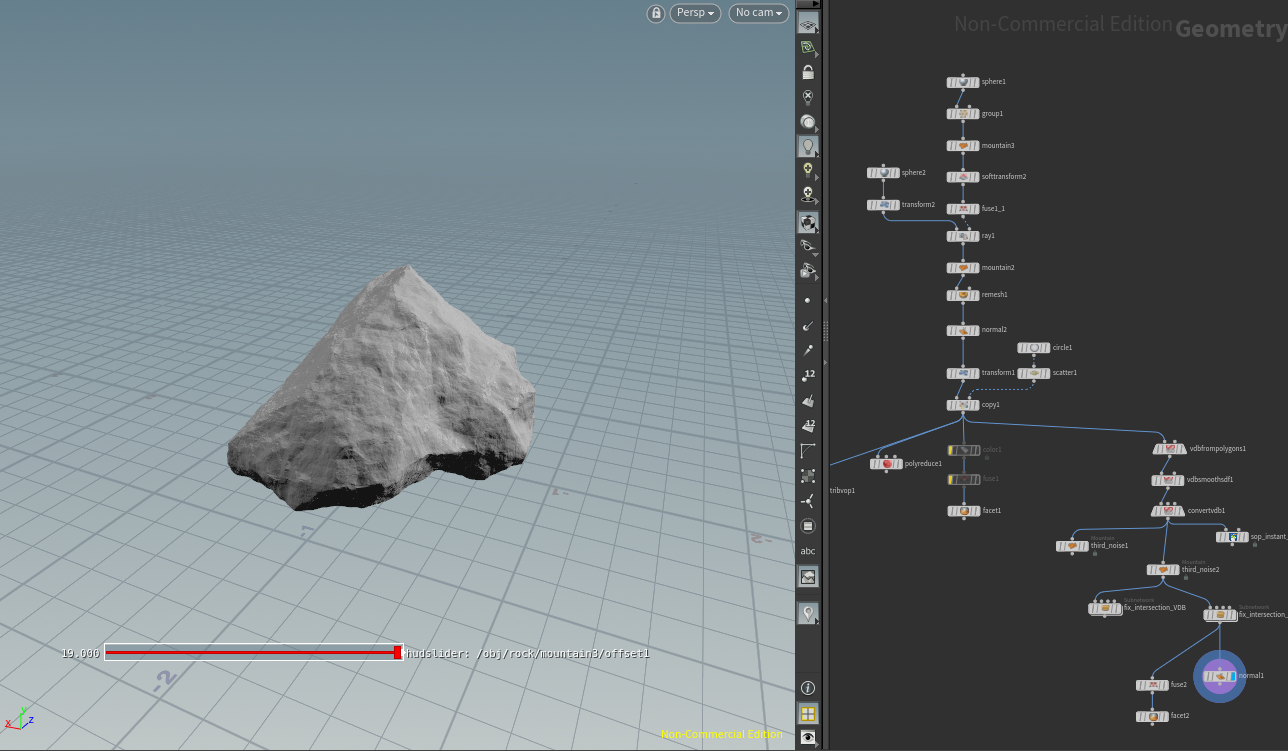 Persp
No cam
Non-Commercial Edition
Geometry
sphere1
group1
mountain3
softtransform2
sphere2
transform2
fuse1_1
ray1
mountain2
remesh1
normal2
circle1
transform1
scatter1
copy1
color1
vdbfrompolygons1
polyreduce1
fuse1
vdbsmoothsdf1
tribvop1
facet1
convertvdb1
Mountain
third_noise1
sop_instant_
Mountain
third_noise2
Subnetwork
fix_intersection_VDB
Subnetwork
fix_intersection_
normal1
fuse2
facet2
12
12
abc
-1
-2
19.000
hudslider: /obj/rock/mountain3/offset1
Y
X
Z
Non-Commercial Edition